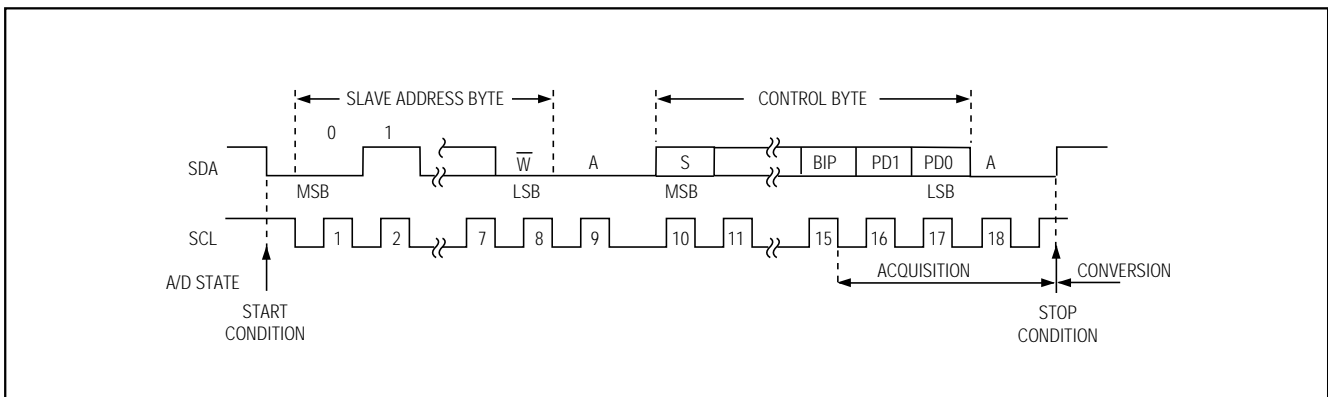 SLAVE ADDRESS BYTE CONTROL BYTE
0 1
SDA W̅ A S BIP PD1 PD0 A
MSB LSB MSB LSB
SCL 1 2 7 8 9 10 11 15 16 17 18
A/D STATE ACQUISITION CONVERSION
START CONDITION STOP CONDITION